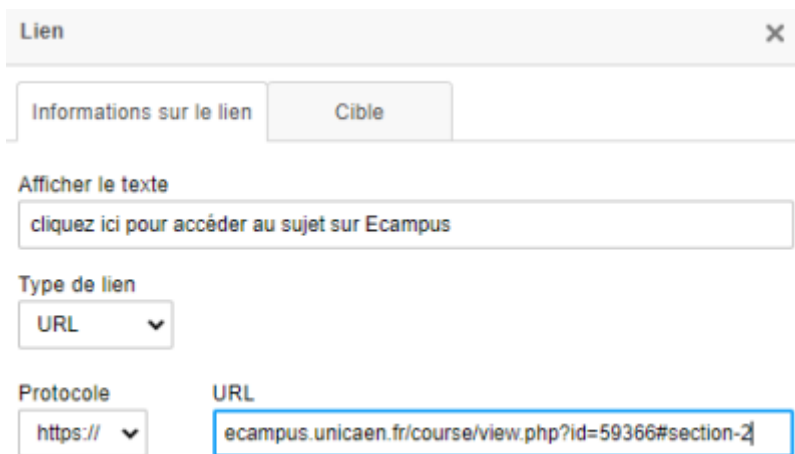 Lien
Informations sur le lien Cible
Afficher le texte
cliquez ici pour accéder au sujet sur Ecampus
Type de lien
URL
Protocole URL
https:// ecampus.unicaen.fr/course/view.php?id=59366#section-2